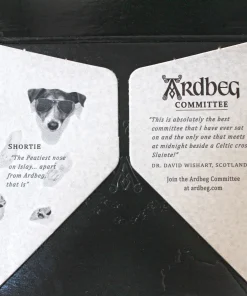 SHORTIE
"The Peatiest nose
on Islay... apart
from Ardbeg,
that is"
ARDBEG
COMMITTEE
"This is absolutely the best
committee that I have ever sat
on and the only one that meets
at midnight beside a Celtic cross
Slainte!"
DR. DAVID WISHART, SCOTLAND
Join the Ardbeg Committee
at ardbeg.com